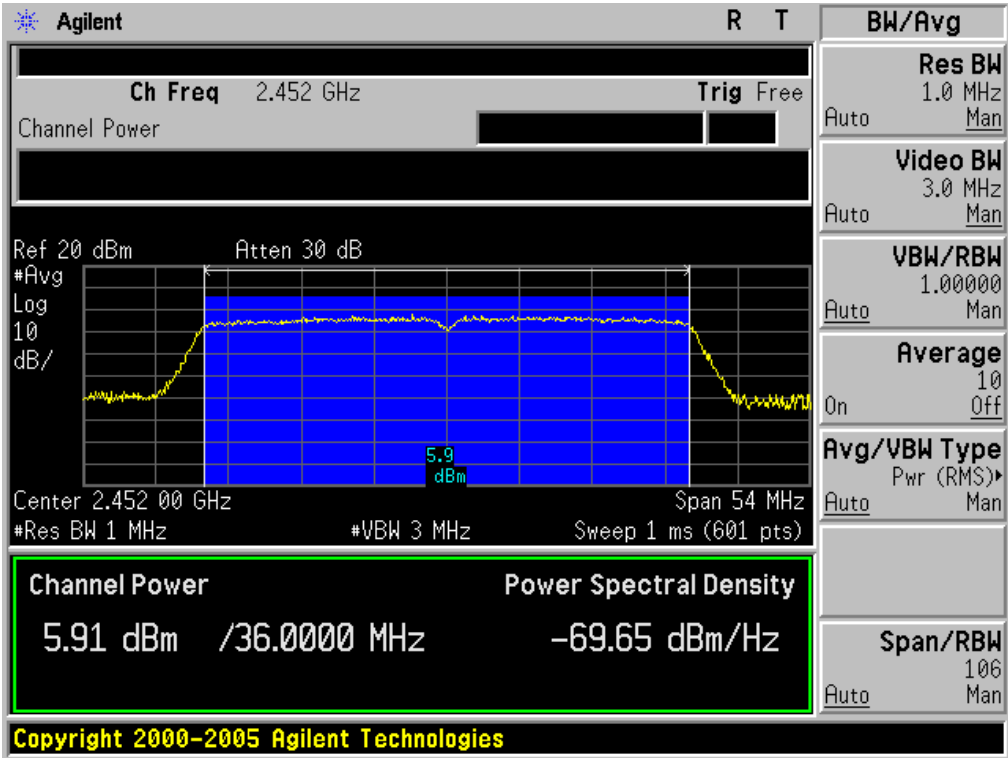 Agilent R T
Ch Freq 2.452 GHz Trig Free
Channel Power
Ref 20 dBm Atten 30 dB
#Avg
Log
10
dB/
5.9
dBm
Center 2.452 00 GHz Span 54 MHz
#Res BW 1 MHz #VBW 3 MHz Sweep 1 ms (601 pts)
Channel Power Power Spectral Density
5.91 dBm /36.0000 MHz -69.65 dBm/Hz
Copyright 2000-2005 Agilent Technologies
BW/Avg
Res BW
1.0 MHz
Auto Man
Video BW
3.0 MHz
Auto Man
VBW/RBW
1.00000
Auto Man
Average
10
On Off
Avg/VBW Type
Pwr (RMS)▸
Auto Man
Span/RBW
106
Auto Man